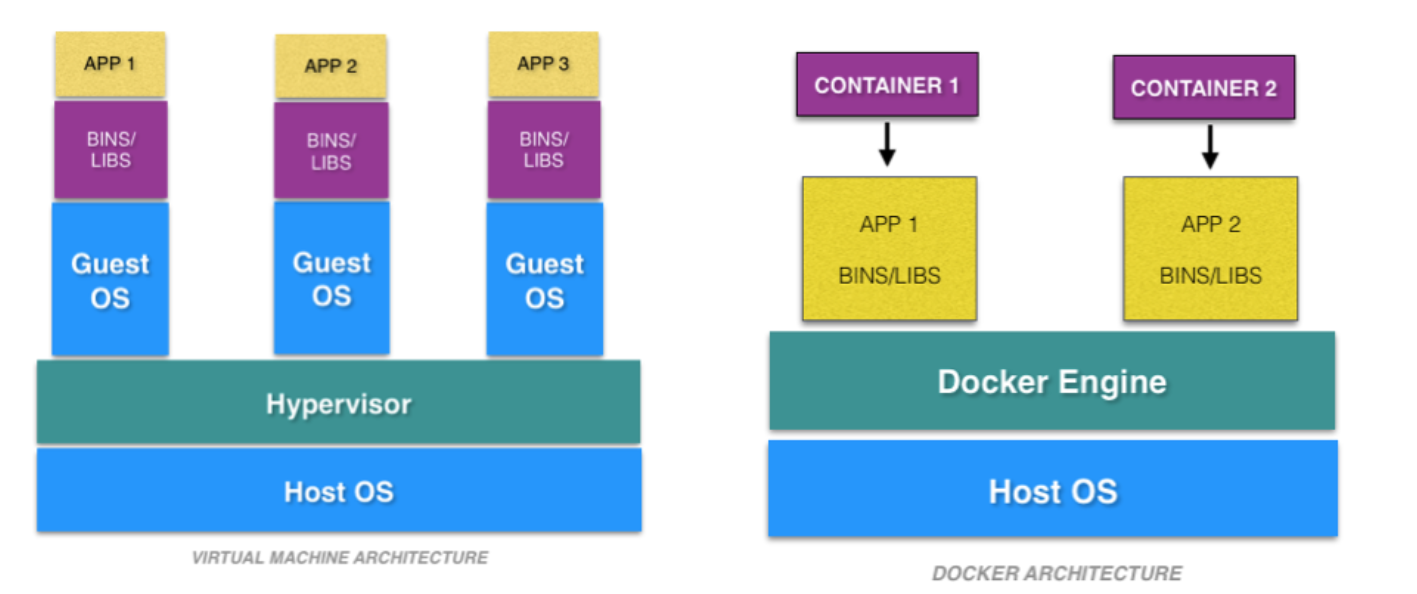 APP 1
APP 2
APP 3
BINS/
LIBS
BINS/
LIBS
BINS/
LIBS
Guest
OS
Guest
OS
Guest
OS
Hypervisor
Host OS
VIRTUAL MACHINE ARCHITECTURE
CONTAINER 1
CONTAINER 2
APP 1
BINS/LIBS
APP 2
BINS/LIBS
Docker Engine
Host OS
DOCKER ARCHITECTURE